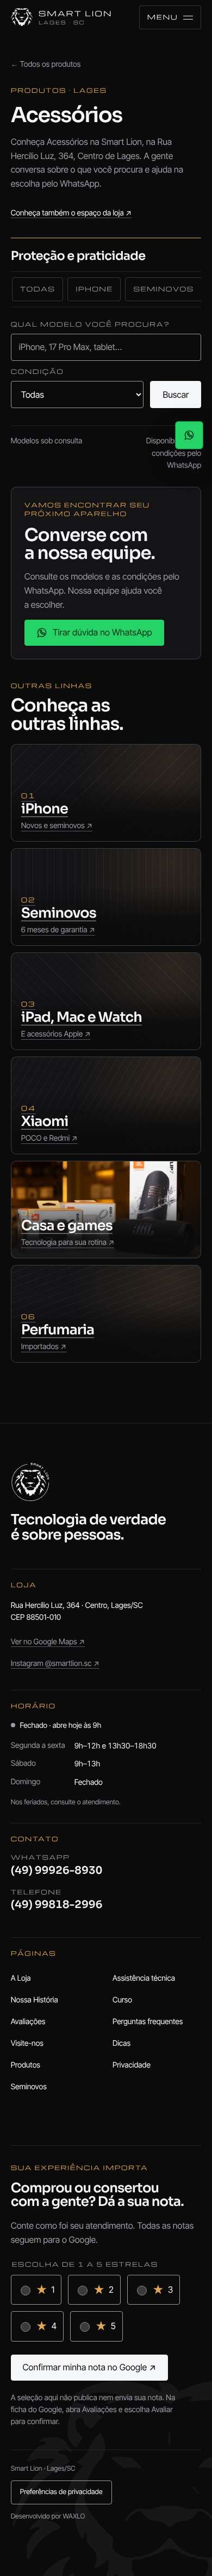 SMART LION
LAGES · SC
MENU
← Todos os produtos
PRODUTOS · LAGES
Acessórios
Conheça Acessórios na Smart Lion, na Rua
Hercílio Luz, 364, Centro de Lages. A gente
conversa sobre o que você procura e ajuda na
escolha pelo WhatsApp.
Conheça também o espaço da loja ↗
Proteção e praticidade
TODAS
IPHONE
SEMINOVOS
QUAL MODELO VOCÊ PROCURA?
iPhone, 17 Pro Max, tablet...
CONDIÇÃO
Todas
Buscar
Modelos sob consulta
condições pelo
WhatsApp
VAMOS ENCONTRAR SEU
PRÓXIMO APARELHO
Converse com
a nossa equipe.
Consulte os modelos e as condições pelo
WhatsApp. Nossa equipe ajuda você
a escolher.
Tirar dúvida no WhatsApp
OUTRAS LINHAS
Conheça as
outras linhas.
01
iPhone
Novos e seminovos ↗
02
Seminovos
6 meses de garantia ↗
03
iPad, Mac e Watch
E acessórios Apple ↗
04
Xiaomi
POCO e Redmi ↗
Casa e games
Tecnologia para sua rotina ↗
06
Perfumaria
Importados ↗
Tecnologia de verdade
é sobre pessoas.
LOJA
Rua Hercílio Luz, 364 · Centro, Lages/SC
CEP 88501-010
Ver no Google Maps ↗
Instagram @smartlion.sc ↗
HORÁRIO
Fechado · abre hoje às 9h
Segunda a sexta 9h–12h e 13h30–18h30
Sábado 9h–13h
Domingo Fechado
Nos feriados, consulte o atendimento.
CONTATO
WHATSAPP
(49) 99926-8930
TELEFONE
(49) 99818-2996
PÁGINAS
A Loja
Assistência técnica
Nossa História
Curso
Avaliações
Perguntas frequentes
Visite-nos
Dicas
Produtos
Privacidade
Seminovos
SUA EXPERIÊNCIA IMPORTA
Comprou ou consertou
com a gente? Dá a sua nota.
Conte como foi seu atendimento. Todas as notas
seguem para o Google.
ESCOLHA DE 1 A 5 ESTRELAS
★ 1
★ 2
★ 3
★ 4
★ 5
Confirmar minha nota no Google ↗
A seleção aqui não publica nem envia sua nota. Na
ficha do Google, abra Avaliações e escolha Avaliar
para confirmar.
Smart Lion · Lages/SC
Preferências de privacidade
Desenvolvido por WAXLO